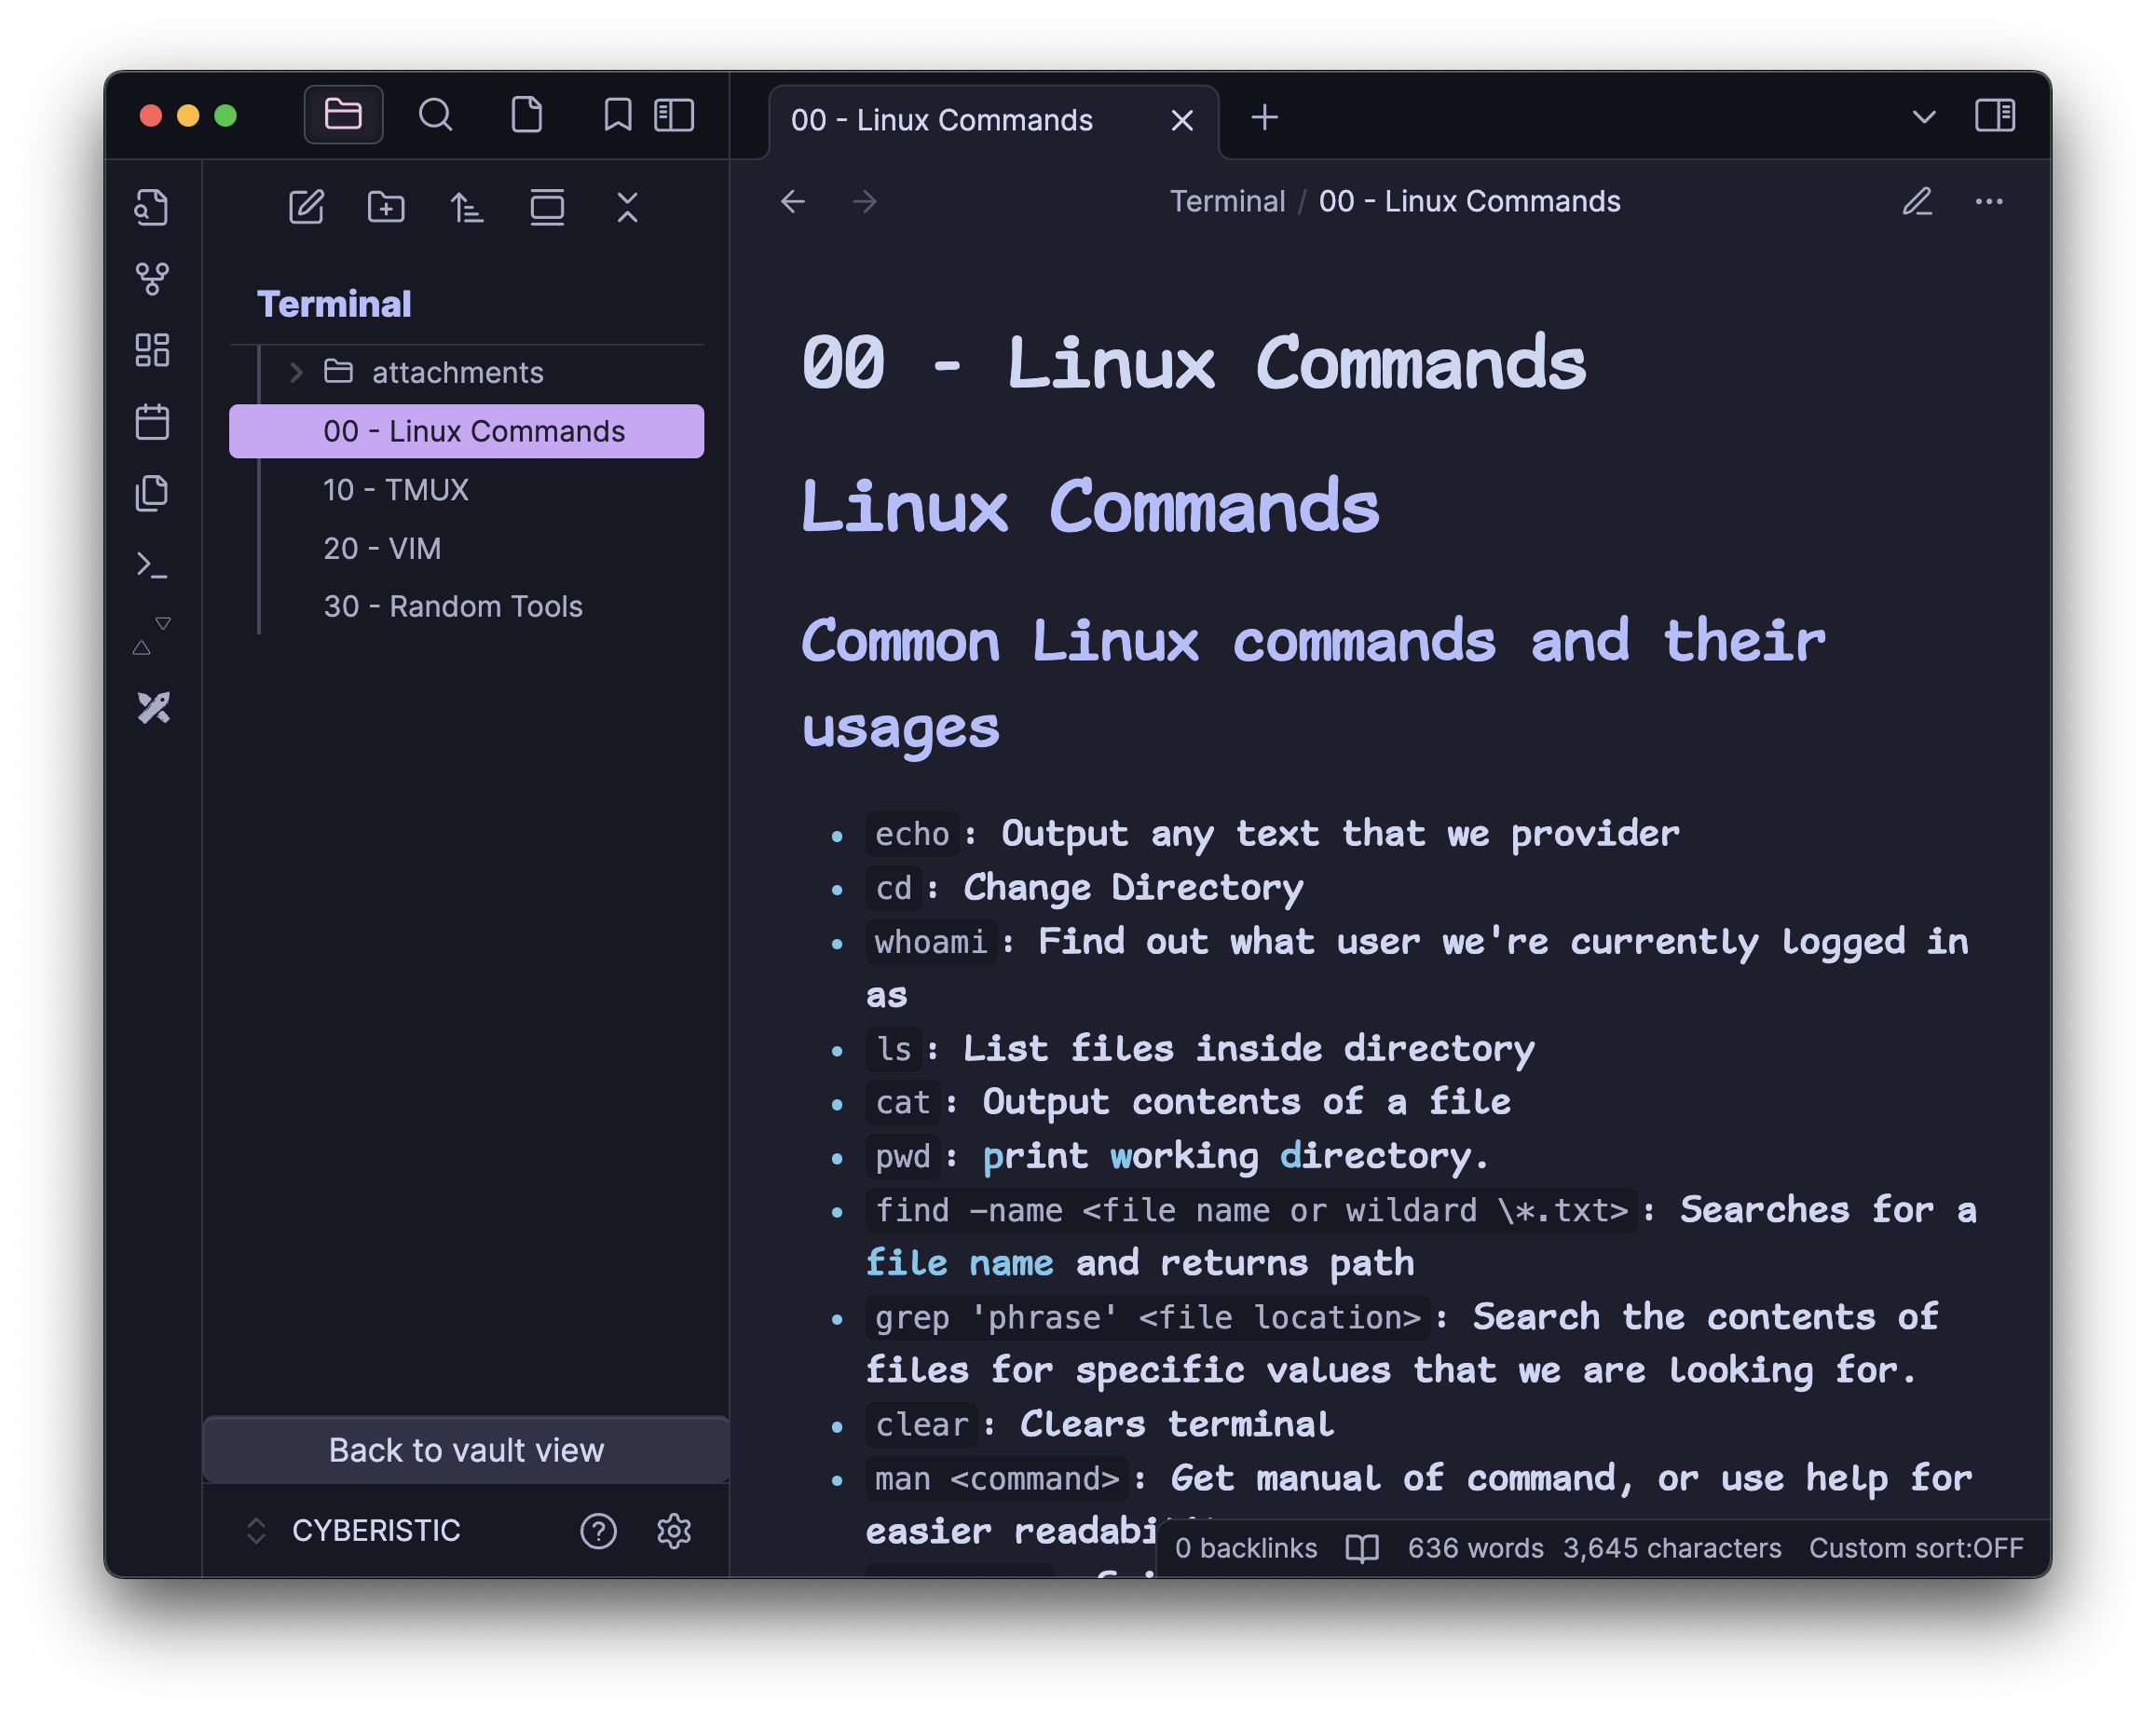 00 - Linux Commands
Terminal / 00 - Linux Commands
Terminal
attachments
00 - Linux Commands
10 - TMUX
20 - VIM
30 - Random Tools
Back to vault view
CYBERISTIC
00 - Linux Commands
Linux Commands
Common Linux commands and their
usages
echo: Output any text that we provider
cd: Change Directory
whoami: Find out what user we're currently logged in
as
ls: List files inside directory
cat: Output contents of a file
pwd: print working directory.
find -name <file name or wildard \*.txt>: Searches for a
file name and returns path
grep 'phrase' <file location>: Search the contents of
files for specific values that we are looking for.
clear: Clears terminal
man <command>: Get manual of command, or use help for
easier
0 backlinks 636 words 3,645 characters Custom sort:OFF